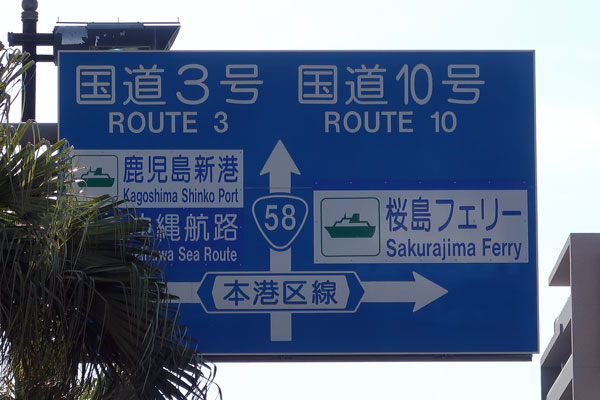 国道3号 国道10号
ROUTE 3 ROUTE 10
鹿児島新港
Kagoshima Shinko Port
縄航路
Sea Route
58
桜島フェリー
Sakurajima Ferry
本港区線